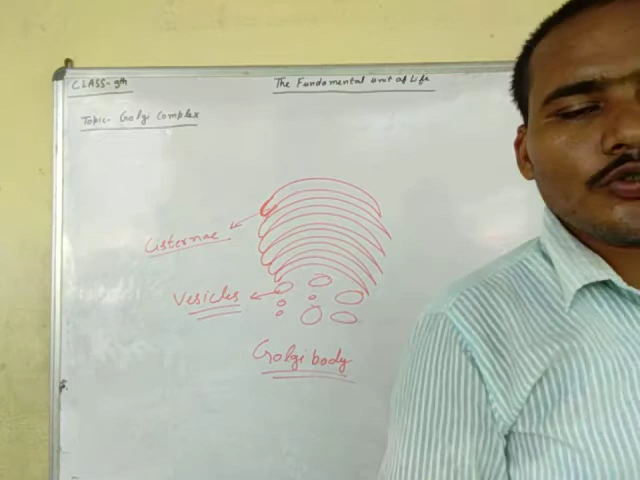 CLASS- 9th
The Fundamental Unit of Life
Topic- Golgi Complex
Cisternae
Vesicles
Golgi body